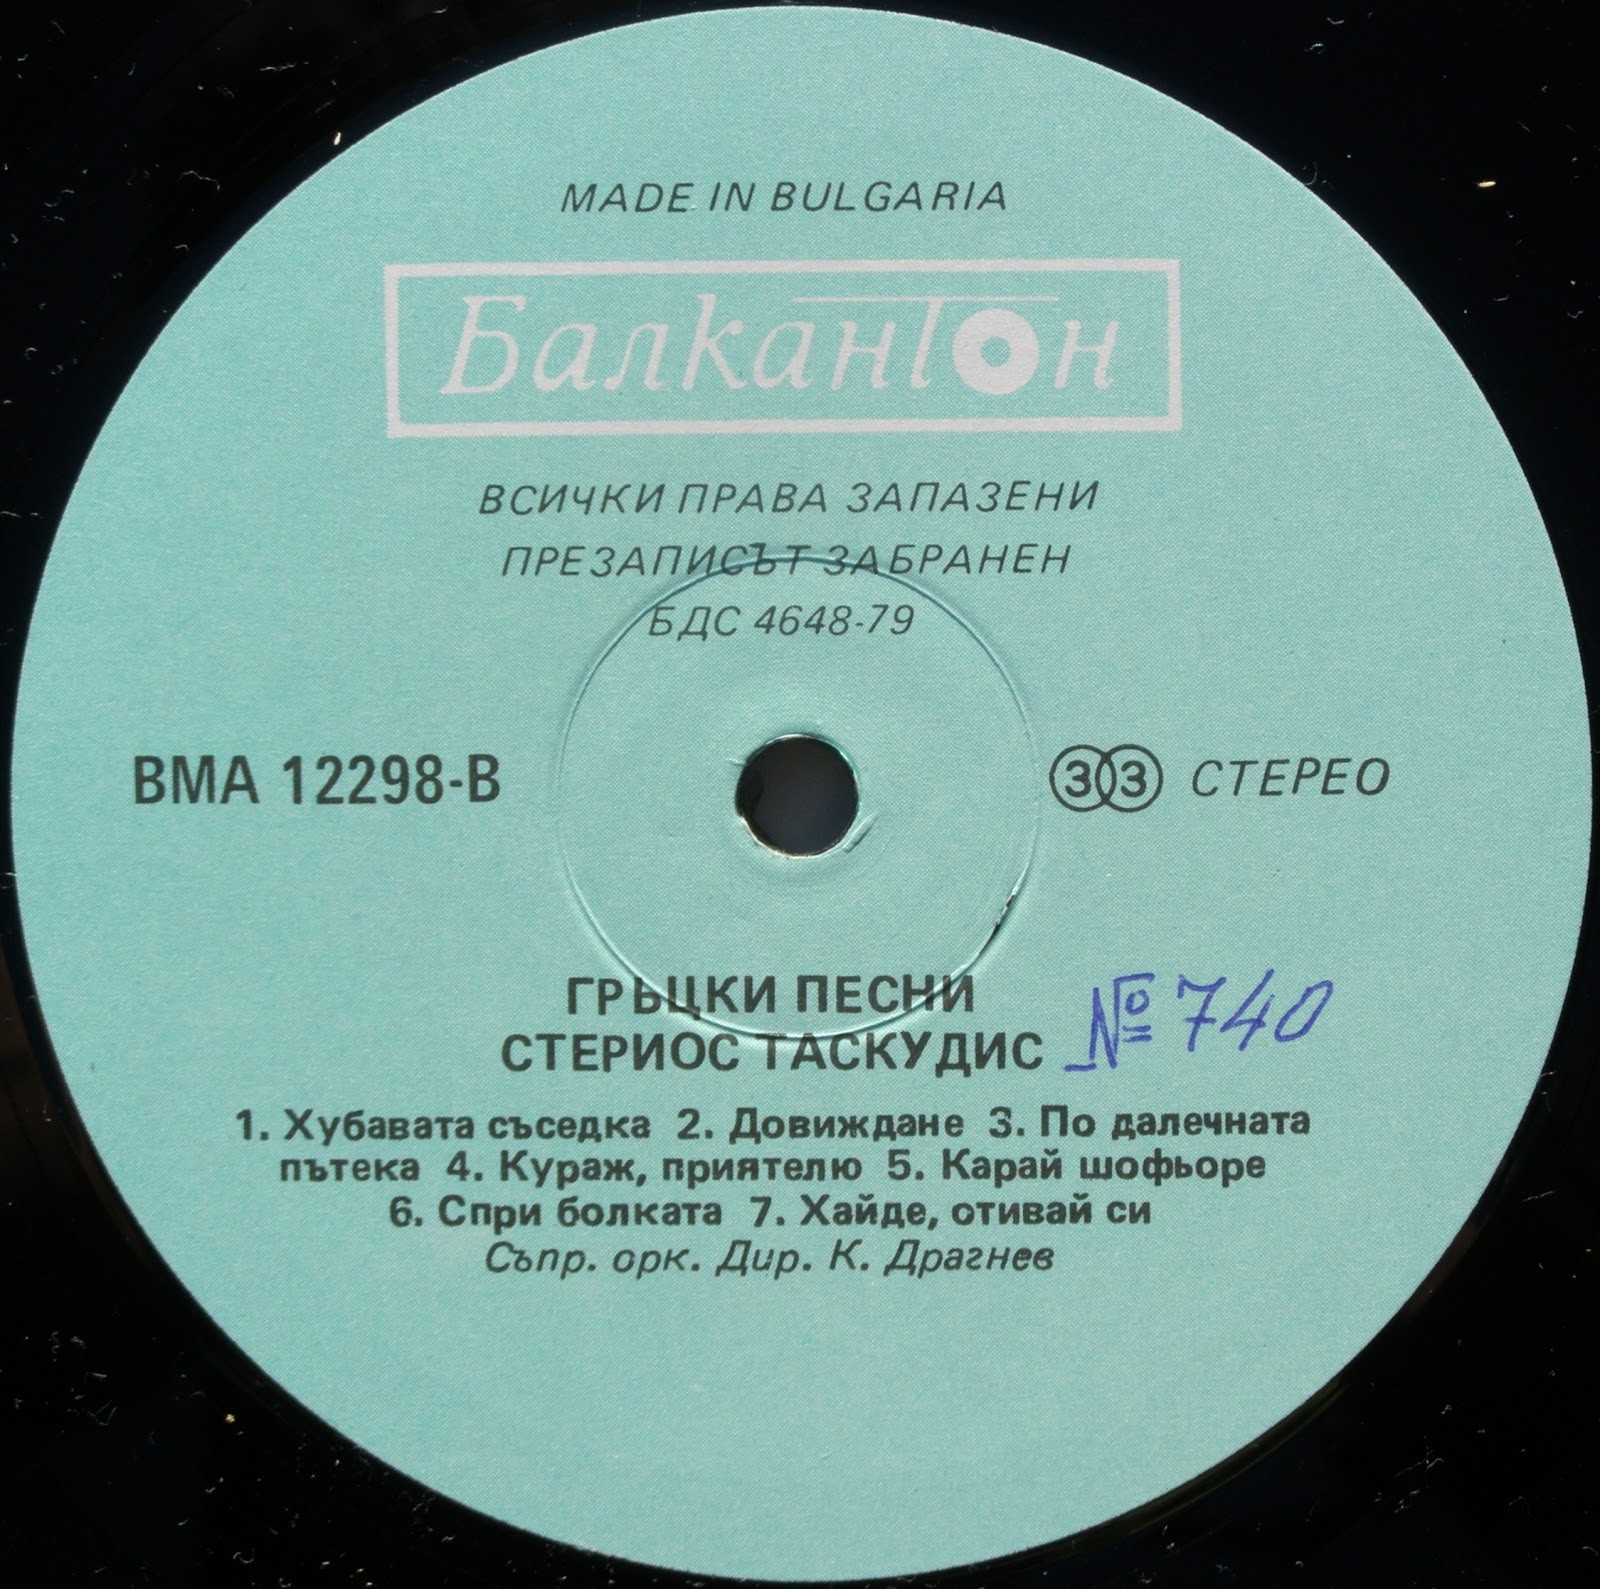 MADE IN BULGARIA
Балкантон
ВСИЧКИ ПРАВА ЗАПАЗЕНИ
ПРЕЗАПИСЪТ ЗАБРАНЕН
БДС 4648-79
ВМА 12298-В
33 СТЕРЕО
ГРЪЦКИ ПЕСНИ
СТЕРИОС ТАСКУДИС
№ 740
1. Хубавата съседка 2. Довиждане 3. По далечната
пътека 4. Кураж, приятелю 5. Карай шофьоре
6. Спри болката 7. Хайде, отивай си
Съпр. орк. Дир. К. Драгнев